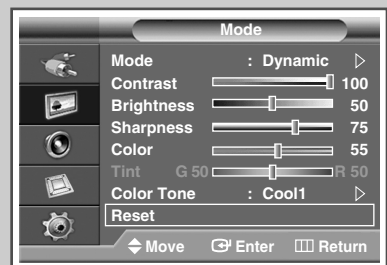 Mode
Mode : Dynamic
Contrast 100
Brightness 50
Sharpness 75
Color 55
Tint G 50 R 50
Color Tone : Cool1
Reset
Move Enter Return